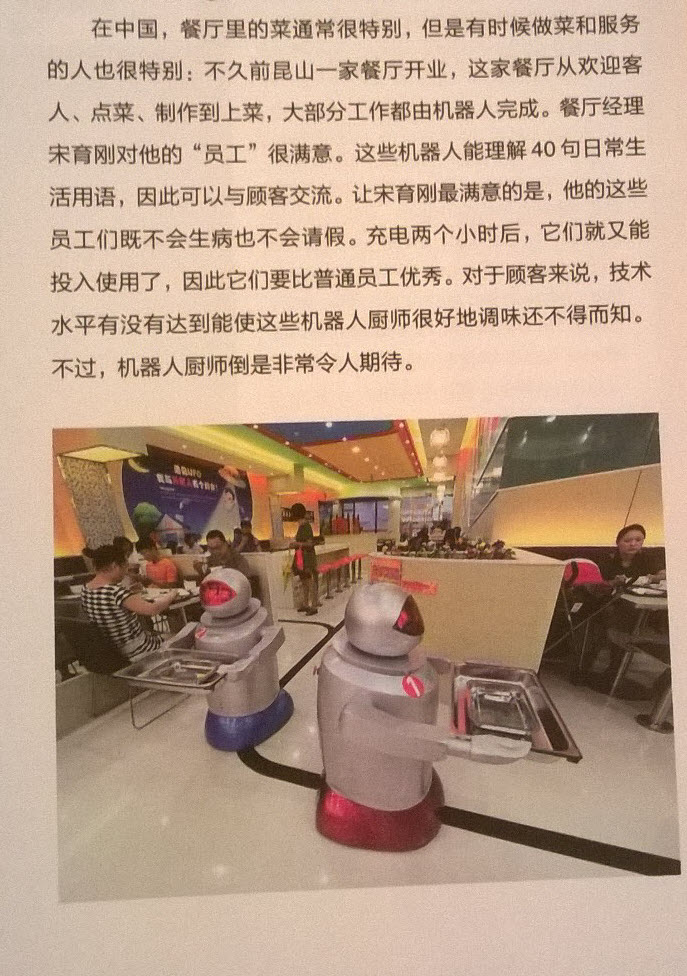 在中国，餐厅里的菜通常很特别，但是有时候做菜和服务
的人也很特别：不久前昆山一家餐厅开业，这家餐厅从欢迎客
人、点菜、制作到上菜，大部分工作都由机器人完成。餐厅经理
宋育刚对他的“员工”很满意。这些机器人能理解40句日常生
活用语，因此可以与顾客交流。让宋育刚最满意的是，他的这些
员工们既不会生病也不会请假。充电两个小时后，它们就又能
投入使用了，因此它们要比普通员工优秀。对于顾客来说，技术
水平有没有达到能使这些机器人厨师很好地调味还不得而知。
不过，机器人厨师倒是非常令人期待。
1